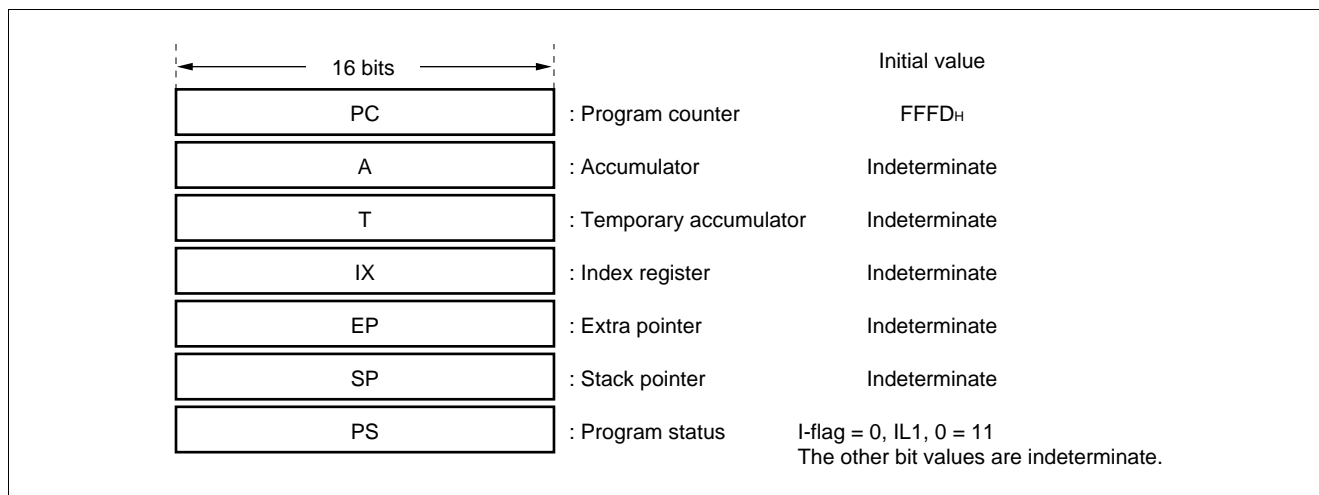 16 bits Initial value
PC : Program counter FFFDH
A : Accumulator Indeterminate
T : Temporary accumulator Indeterminate
IX : Index register Indeterminate
EP : Extra pointer Indeterminate
SP : Stack pointer Indeterminate
PS : Program status I-flag = 0, IL1, 0 = 11
The other bit values are indeterminate.